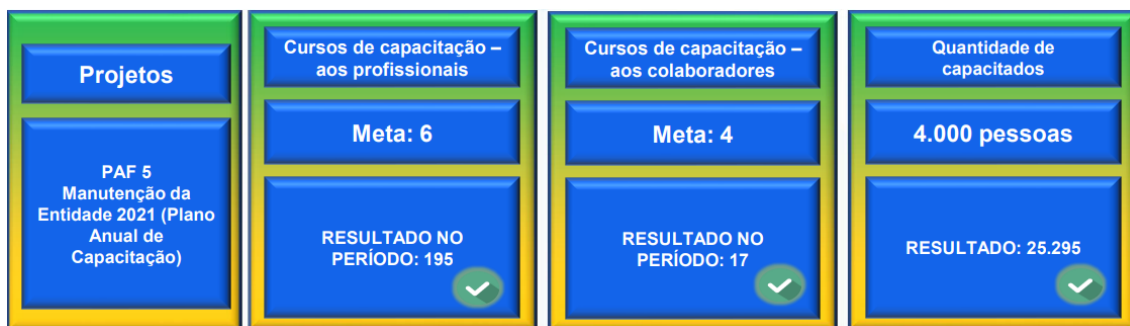 Projetos
PAF 5
Manutenção da
Entidade 2021 (Plano
Anual de
Capacitação)
Cursos de capacitação –
aos profissionais
Meta: 6
RESULTADO NO
PERÍODO: 195
Cursos de capacitação –
aos colaboradores
Meta: 4
RESULTADO NO
PERÍODO: 17
Quantidade de
capacitados
4.000 pessoas
RESULTADO: 25.295